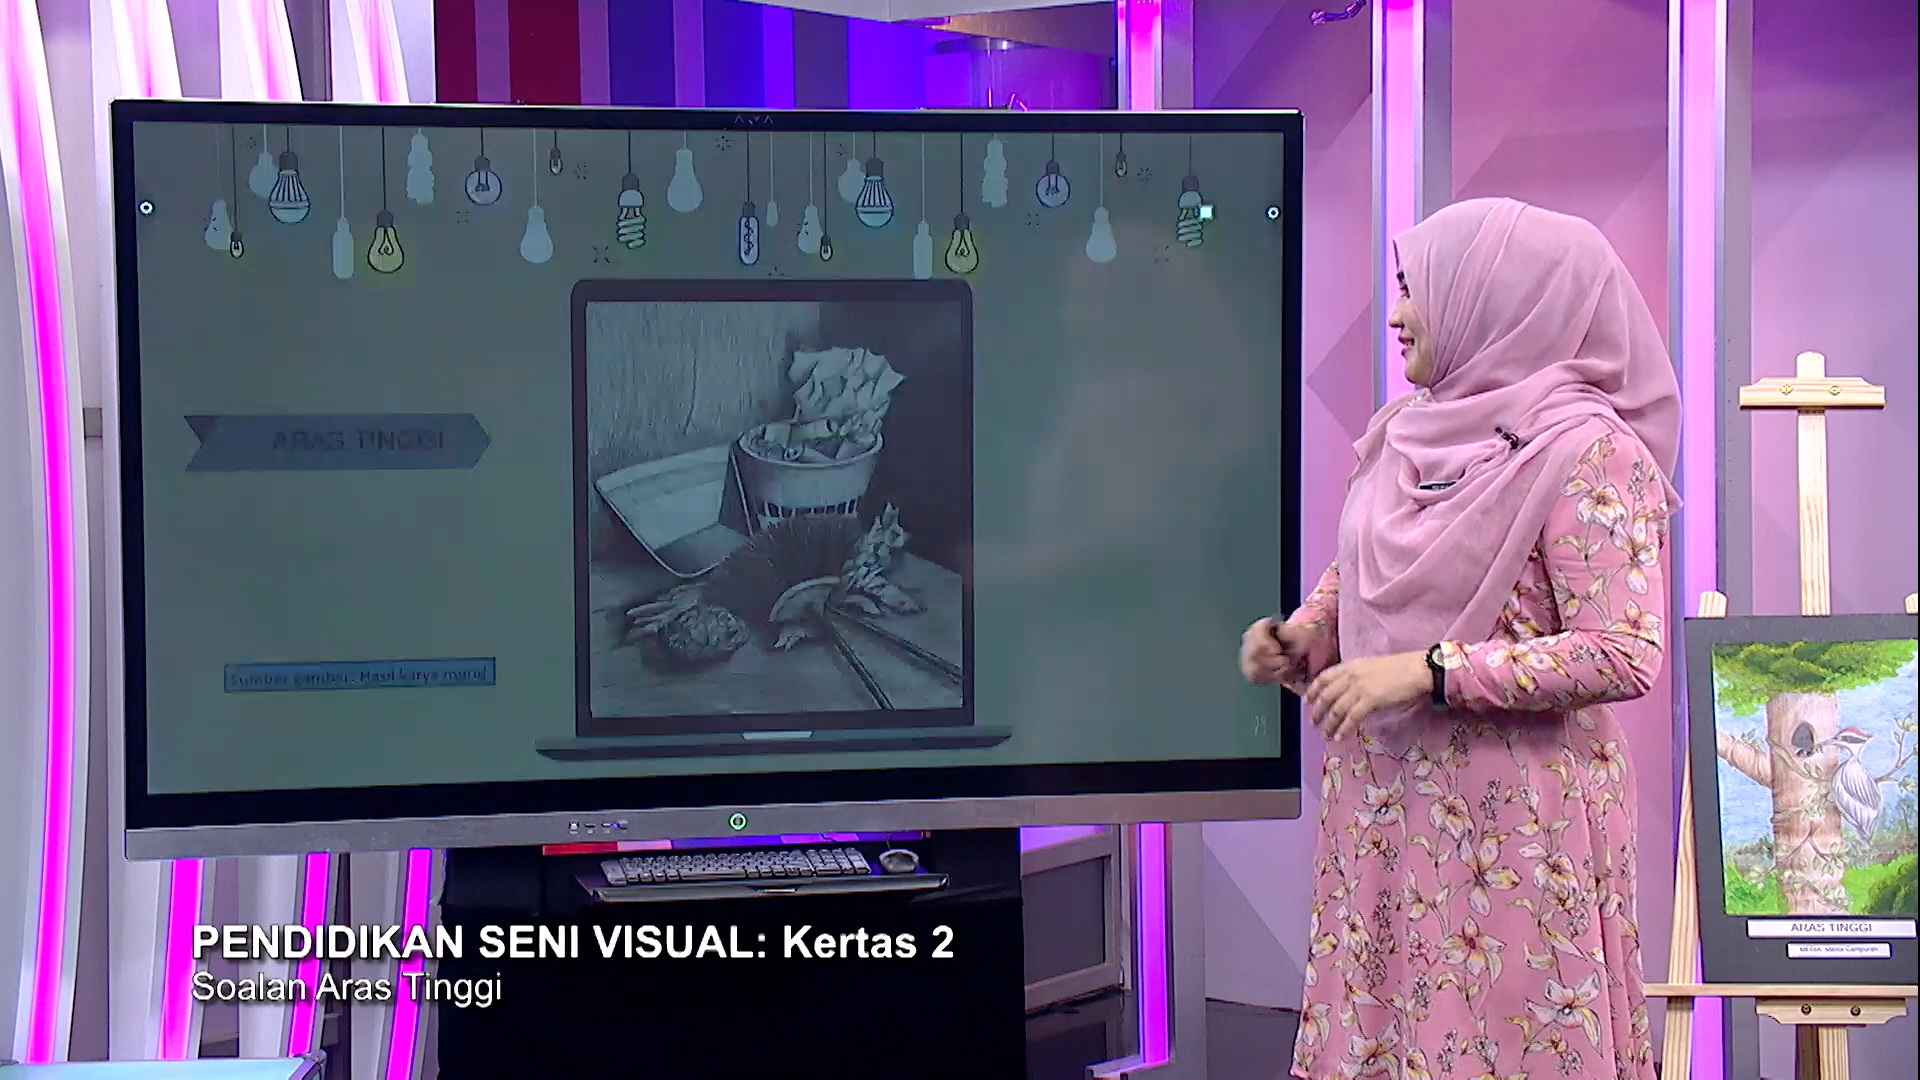 ARAS TINGGI
Sumber gambar: Hasil karya murid
ARAS TINGGI
PENDIDIKAN SENI VISUAL: Kertas 2
Soalan Aras Tinggi